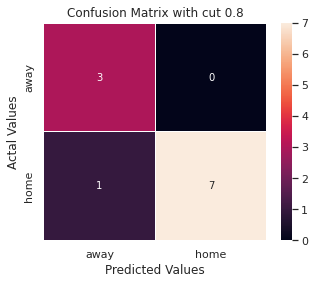 Confusion Matrix with cut 0.8
Actal Values
away
home
3
0
1
7
away
home
Predicted Values
7
6
5
4
3
2
1
0